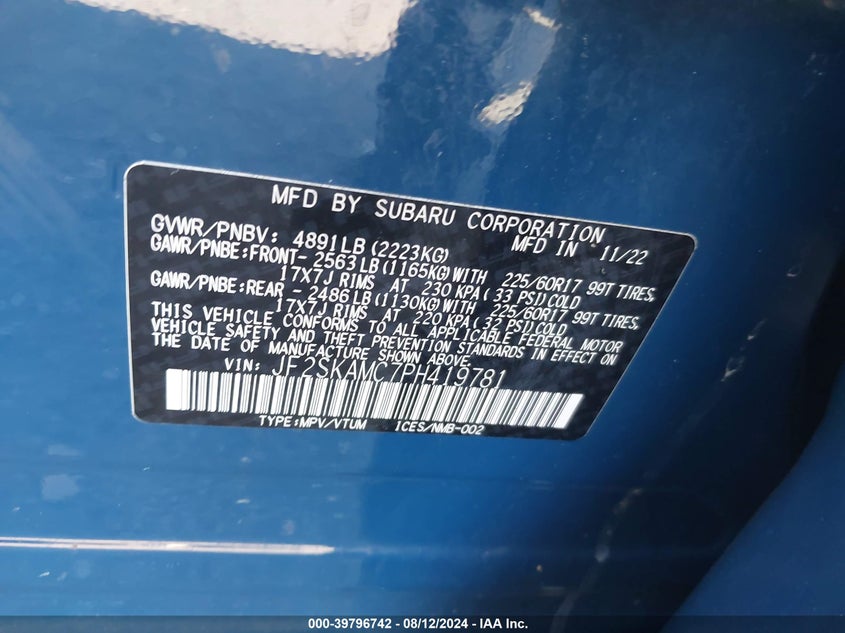 MFD BY SUBARU CORPORATION
GVWR/PNBV: 4891LB(2223KG) MFD IN 11/22
GAWR/PNBE:FRONT- 2563LB(1165KG)WITH 225/60R17 99T TIRES,
17X7J RIMS AT 230 KPA( 33 PSI)COLD
GAWR/PNBE:REAR - 2486LB(1130KG)WITH 225/60R17 99T TIRES,
17X7J RIMS AT 220 KPA( 32 PSI)COLD
THIS VEHICLE CONFORMS TO ALL APPLICABLE FEDERAL MOTOR
VEHICLE SAFETY AND THEFT PREVENTION STANDARDS IN EFFECT ON
THE DATE OF MANUFACTURE SHOWN ABOVE.
VIN: JF2SKAMC7PH419781
TYPE:MPV/VTUM ICES/NMB-002
000-39796742 - 08/12/2024 - IAA Inc.